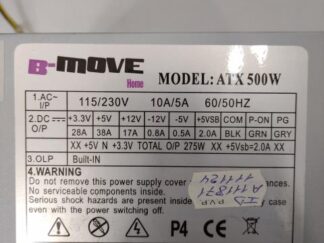 B-MOVE
Home
MODEL: ATX 500W
1.AC~ I/P 115/230V 10A/5A 60/50HZ
2.DC O/P +3.3V +5V +12V -12V -5V +5VSB COM P-ON PG
28A 38A 17A 0.8A 0.5A 2.0A BLK GRN GRY
XX +5V N +3.3V TOTAL O/P 275W XX+5Vsb=2.0A XX
3.OLP Built-IN
4.WARNING
Do not remove this power supply cover
No serviceable components inside.
Serious shock hazards are present inside
even with the power switching off.
P4